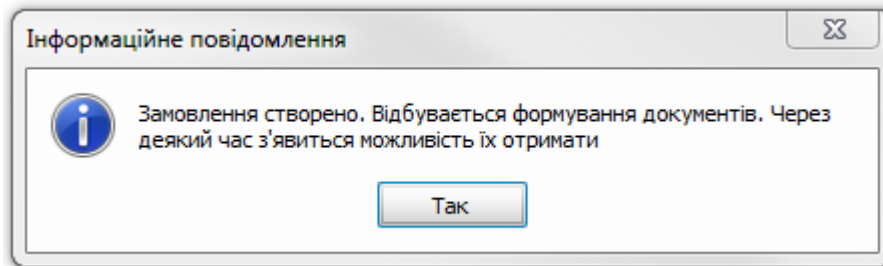 Інформаційне повідомлення
Замовлення створено. Відбувається формування документів. Через
деякий час з'явиться можливість їх отримати
Так